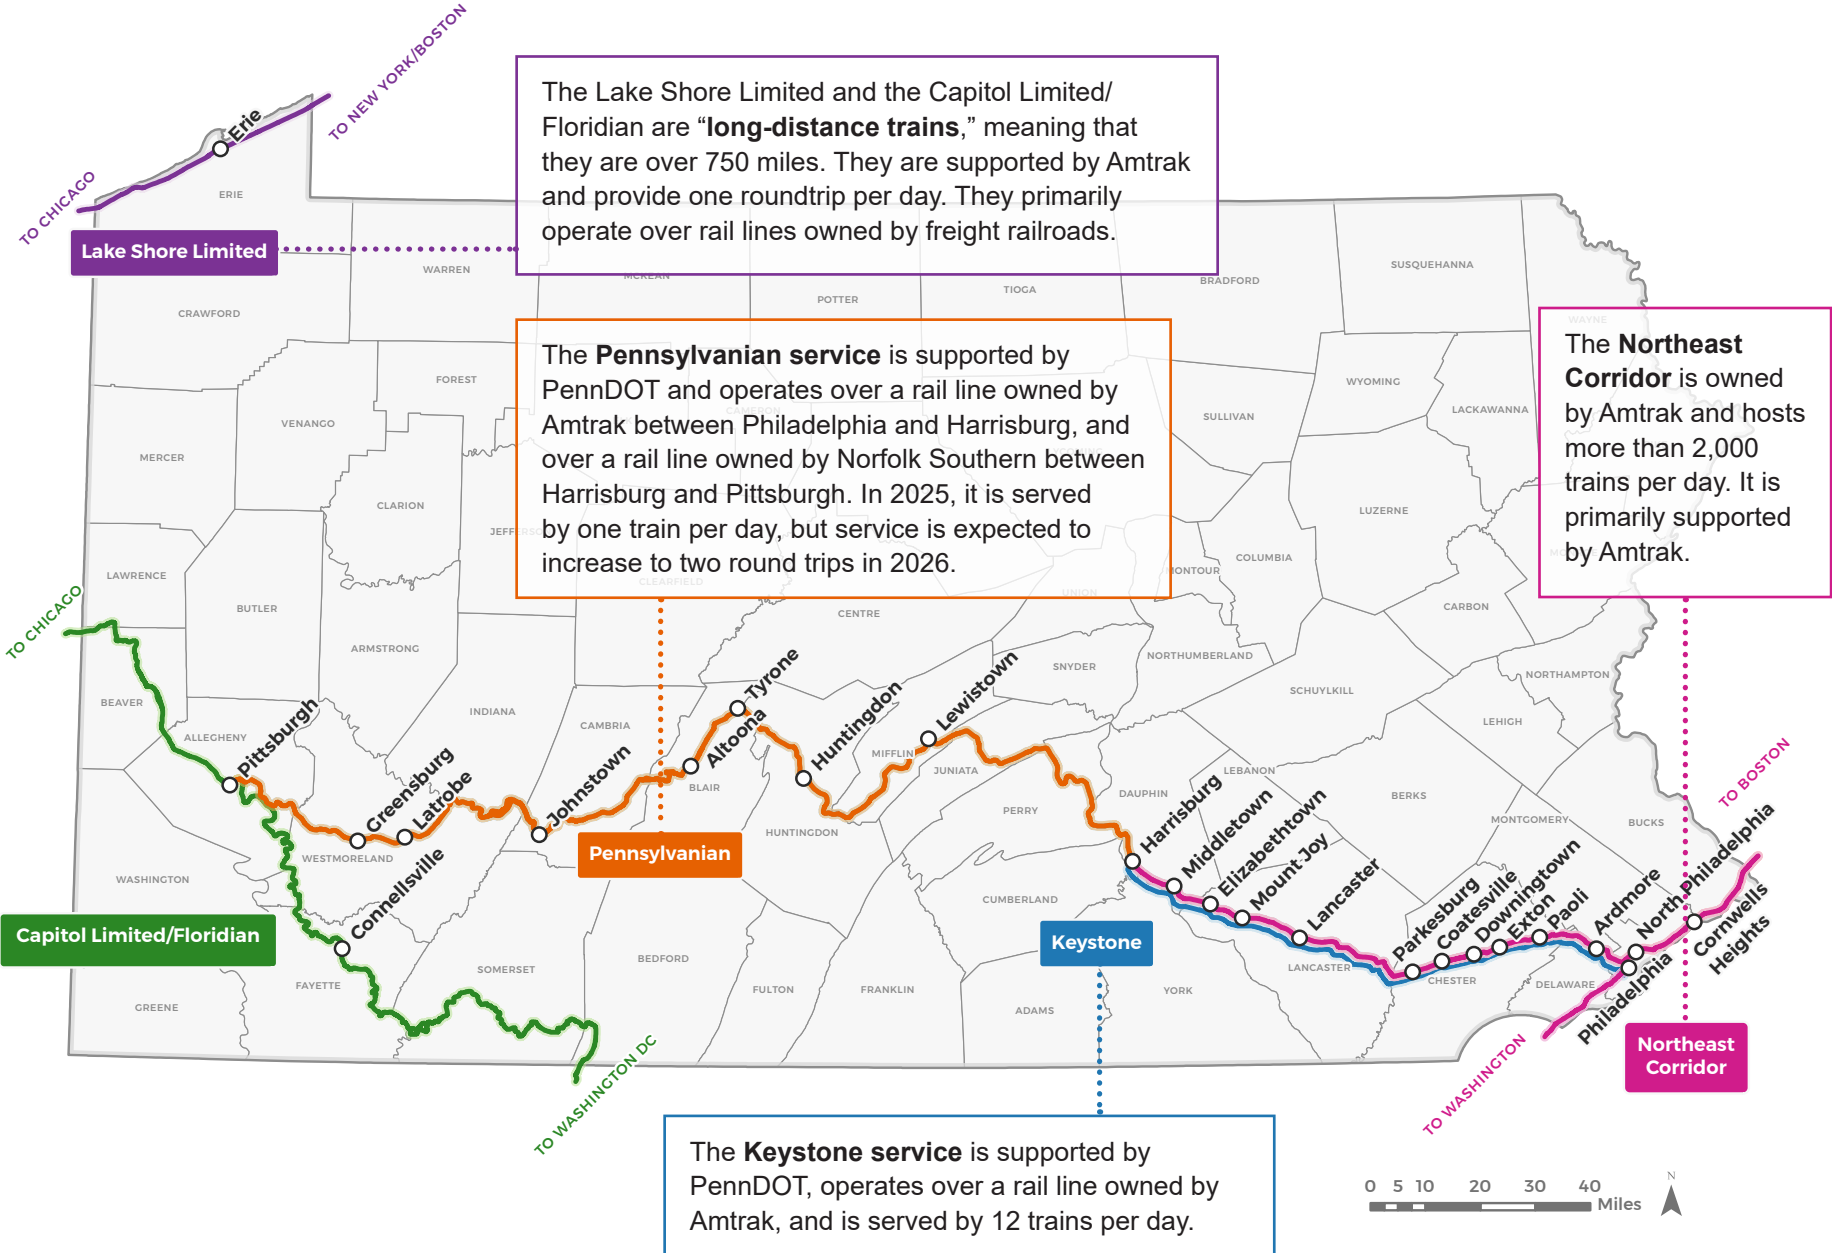 TO NEW YORK/BOSTON
The Lake Shore Limited and the Capitol Limited/
Floridian are “long-distance trains,” meaning that
they are over 750 miles. They are supported by Amtrak
and provide one roundtrip per day. They primarily
operate over rail lines owned by freight railroads.
Erie
TO CHICAGO
ERIE
Lake Shore Limited
WARREN
MCKEAN
POTTER
TIOGA
BRADFORD
SUSQUEHANNA
CRAWFORD
WAYNE
The Pennsylvanian service is supported by
PennDOT and operates over a rail line owned by
Amtrak between Philadelphia and Harrisburg, and
over a rail line owned by Norfolk Southern between
Harrisburg and Pittsburgh. In 2025, it is served
by one train per day, but service is expected to
increase to two round trips in 2026.
The Northeast
Corridor is owned
by Amtrak and hosts
more than 2,000
trains per day. It is
primarily supported
by Amtrak.
FOREST
CAMERON
WYOMING
LACKAWANNA
SULLIVAN
VENANGO
MERCER
CLARION
LUZERNE
COLUMBIA
MONTOUR
LAWRENCE
CLEARFIELD
UNION
BUTLER
CENTRE
CARBON
TO CHICAGO
ARMSTRONG
SNYDER
NORTHUMBERLAND
NORTHAMPTON
SCHUYLKILL
BEAVER
INDIANA
CAMBRIA
LEHIGH
ALLEGHENY
Pittsburgh
Greensburg
Latrobe
Johnstown
Altoona
Tyrone
Huntingdon
Lewistown
MIFFLIN
JUNIATA
BLAIR
LEBANON
DAUPHIN
BERKS
PERRY
MONTGOMERY
BUCKS
HUNTINGDON
TO BOSTON
Pennsylvanian
WESTMORELAND
WASHINGTON
Connellsville
Harrisburg
Middletown
Elizabethtown
Mount Joy
Lancaster
Parkesburg
Coatesville
Downingtown
Exton
Paoli
Ardmore
North Philadelphia
Cornwells
Heights
Philadelphia
CUMBERLAND
Capitol Limited/Floridian
Keystone
BEDFORD
SOMERSET
LANCASTER
CHESTER
DELAWARE
FAYETTE
FULTON
FRANKLIN
YORK
GREENE
ADAMS
Northeast
Corridor
TO WASHINGTON DC
TO WASHINGTON
The Keystone service is supported by
PennDOT, operates over a rail line owned by
Amtrak, and is served by 12 trains per day.
N
0 5 10 20 30 40
Miles